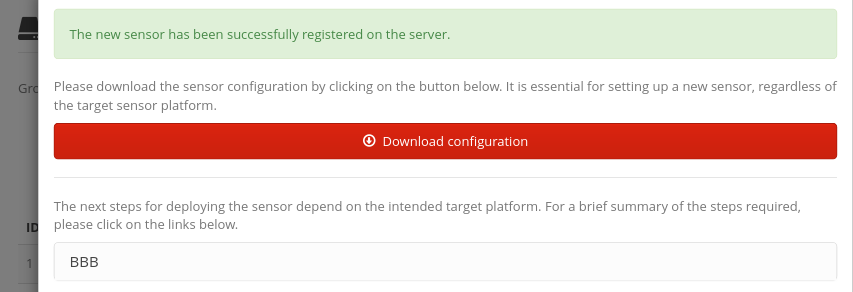 The new sensor has been successfully registered on the server.
Please download the sensor configuration by clicking on the button below. It is essential for setting up a new sensor, regardless of
the target sensor platform.
Gro
Download configuration
The next steps for deploying the sensor depend on the intended target platform. For a brief summary of the steps required,
please click on the links below.
ID
BBB
1